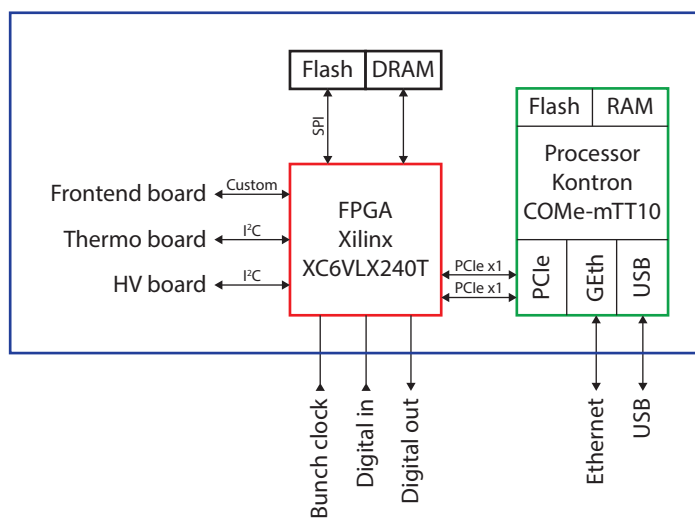 Flash DRAM
SPI
Flash RAM
Processor
Kontron
COMe-mTT10
PCIe GEth USB
Frontend board Custom
Thermo board I²C
HV board I²C
FPGA
Xilinx
XC6VLX240T
PCIe x1
PCIe x1
Bunch clock
Digital in
Digital out
Ethernet
USB